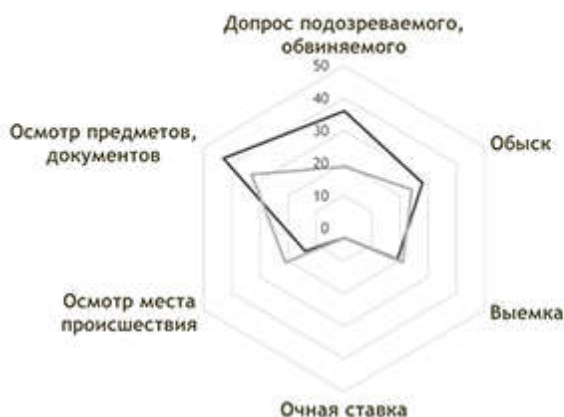 Допрос подозреваемого,
обвиняемого
50
40
30
20
10
0
Обыск
Выемка
Очная ставка
Осмотр места
происшествия
Осмотр предметов,
документов